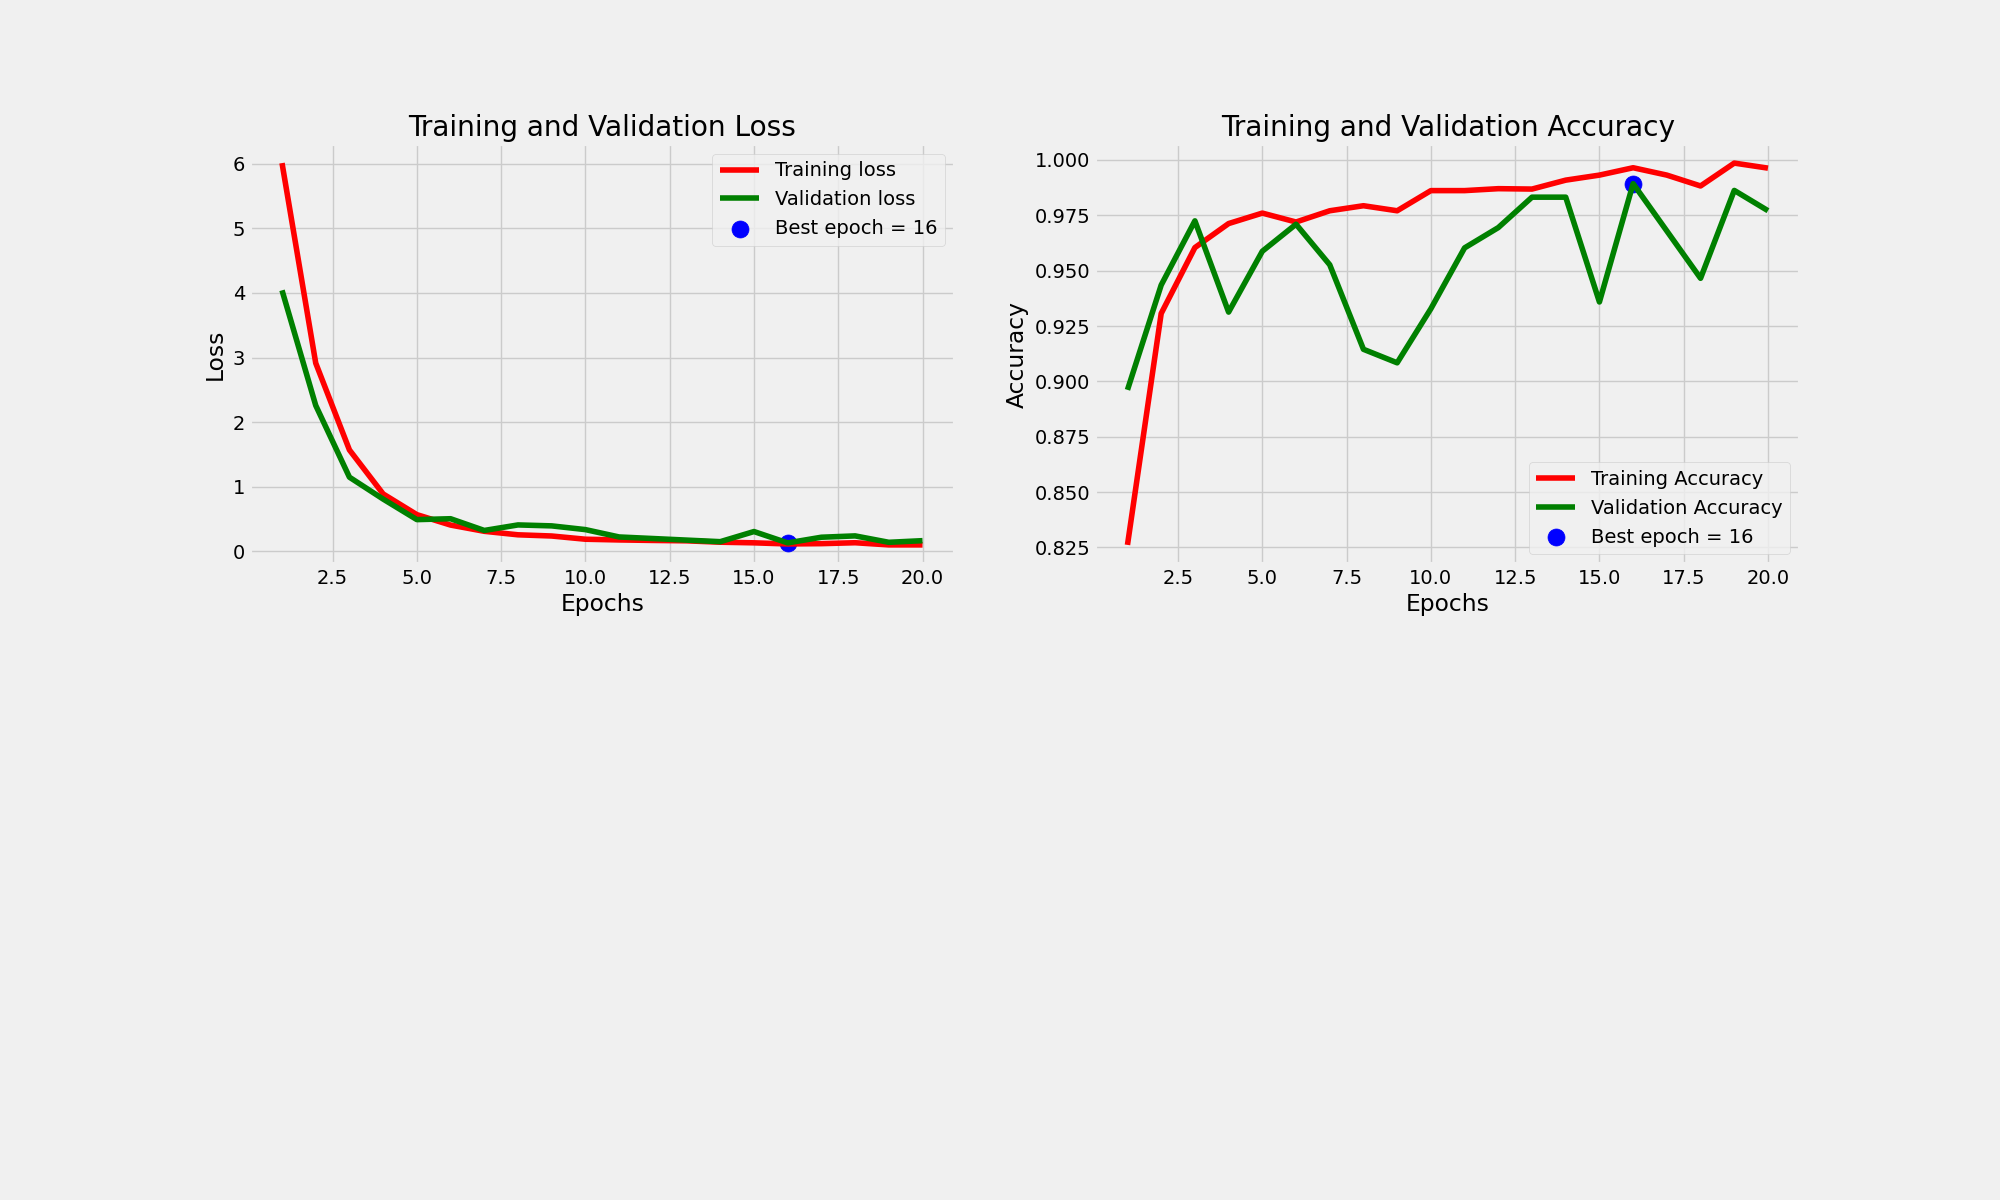 Training and Validation Loss
6
5
4
3
2
1
0
Loss
Training loss
Validation loss
Best epoch = 16
2.5 5.0 7.5 10.0 12.5 15.0 17.5 20.0
Epochs
Training and Validation Accuracy
1.000
0.975
0.950
0.925
0.900
0.875
0.850
0.825
Accuracy
Training Accuracy
Validation Accuracy
Best epoch = 16
2.5 5.0 7.5 10.0 12.5 15.0 17.5 20.0
Epochs